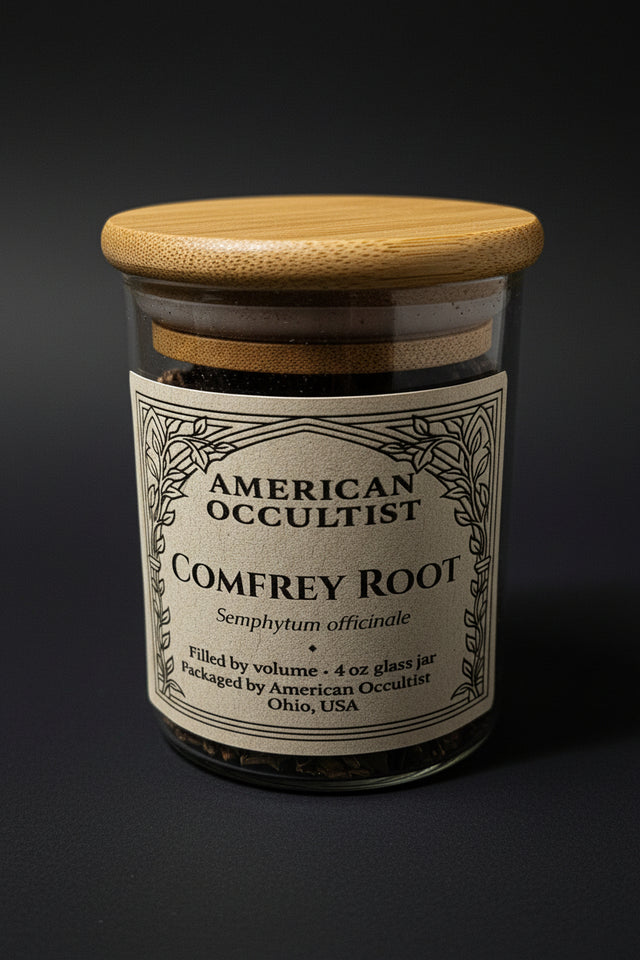 AMERICAN
OCCULTIST
COMFREY ROOT
Semphytum officinale
Filled by volume · 4 oz glass jar
Packaged by American Occultist
Ohio, USA